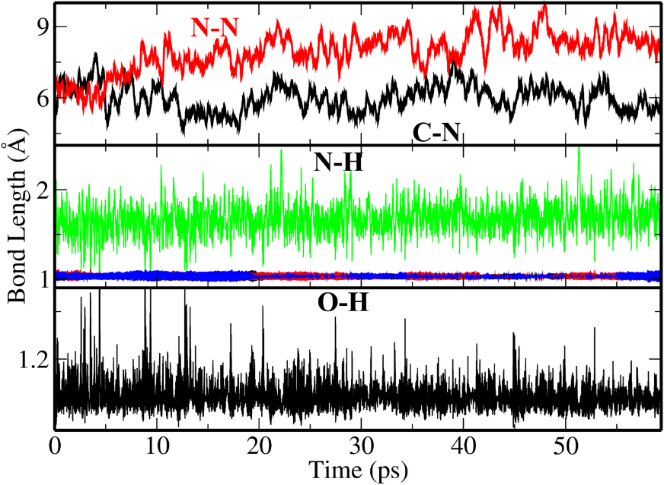 9
N-N
6
C-N
Bond Length (Å)
N-H
2
1
O-H
1.2
0 10 20 30 40 50
Time (ps)